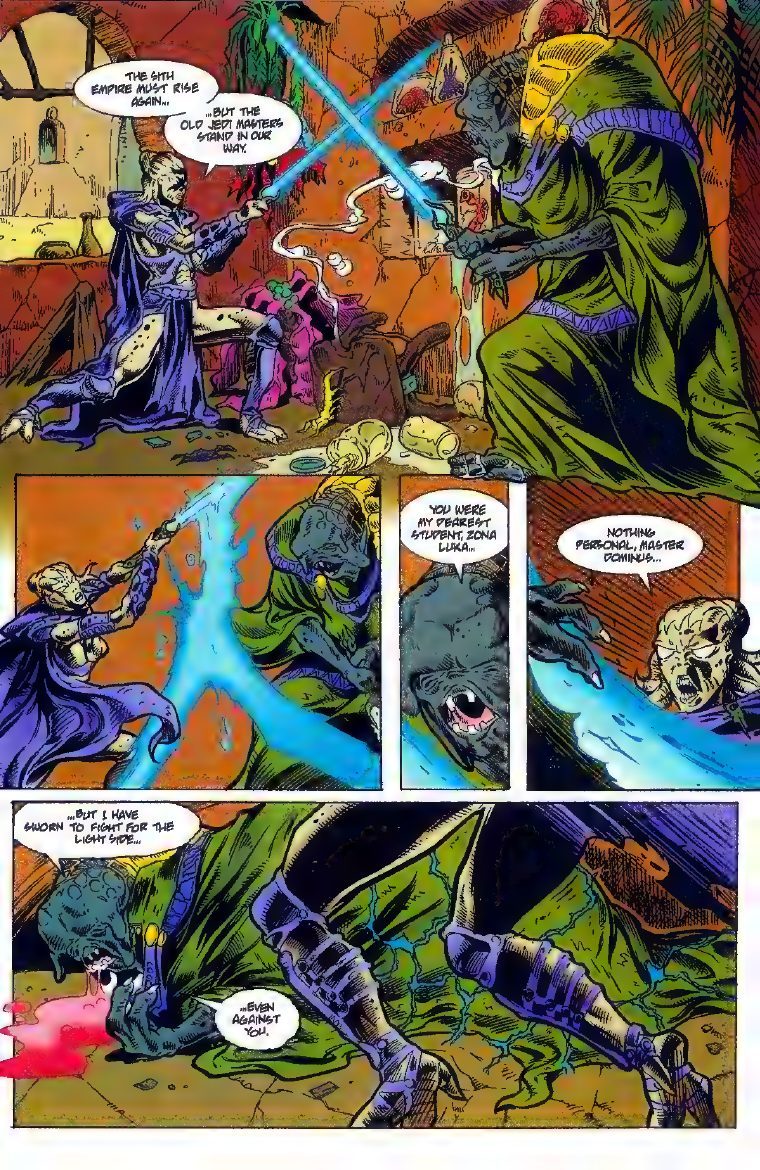 THE SITH
EMPIRE MUST RISE
AGAIN...
...BUT THE
OLD JEDI MASTERS
STAND IN OUR
WAY.
YOU WERE
MY DEAREST
STUDENT, ZONA
LUKA...
NOTHING
PERSONAL, MASTER
DOMINUS...
...BUT I HAVE
SWORN TO FIGHT FOR THE
LIGHT SIDE...
...EVEN
AGAINST
YOU.